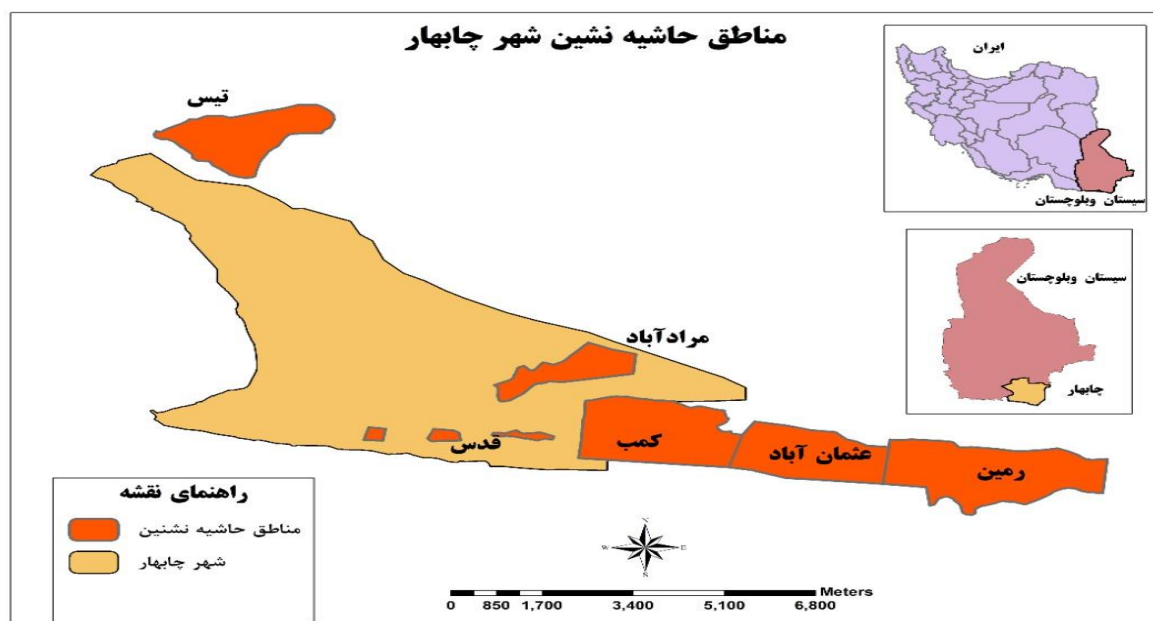 مناطق حاشیه نشین شهر چابهار
ایران
سیستان وبلوچستان
تیس
سیستان وبلوچستان
چابهار
مرادآباد
قدس
کمب
عثمان آباد
رمین
راهنمای نقشه
مناطق حاشیه نشنین
شهر چابهار
N
W E
S
Meters
0 850 1,700 3,400 5,100 6,800